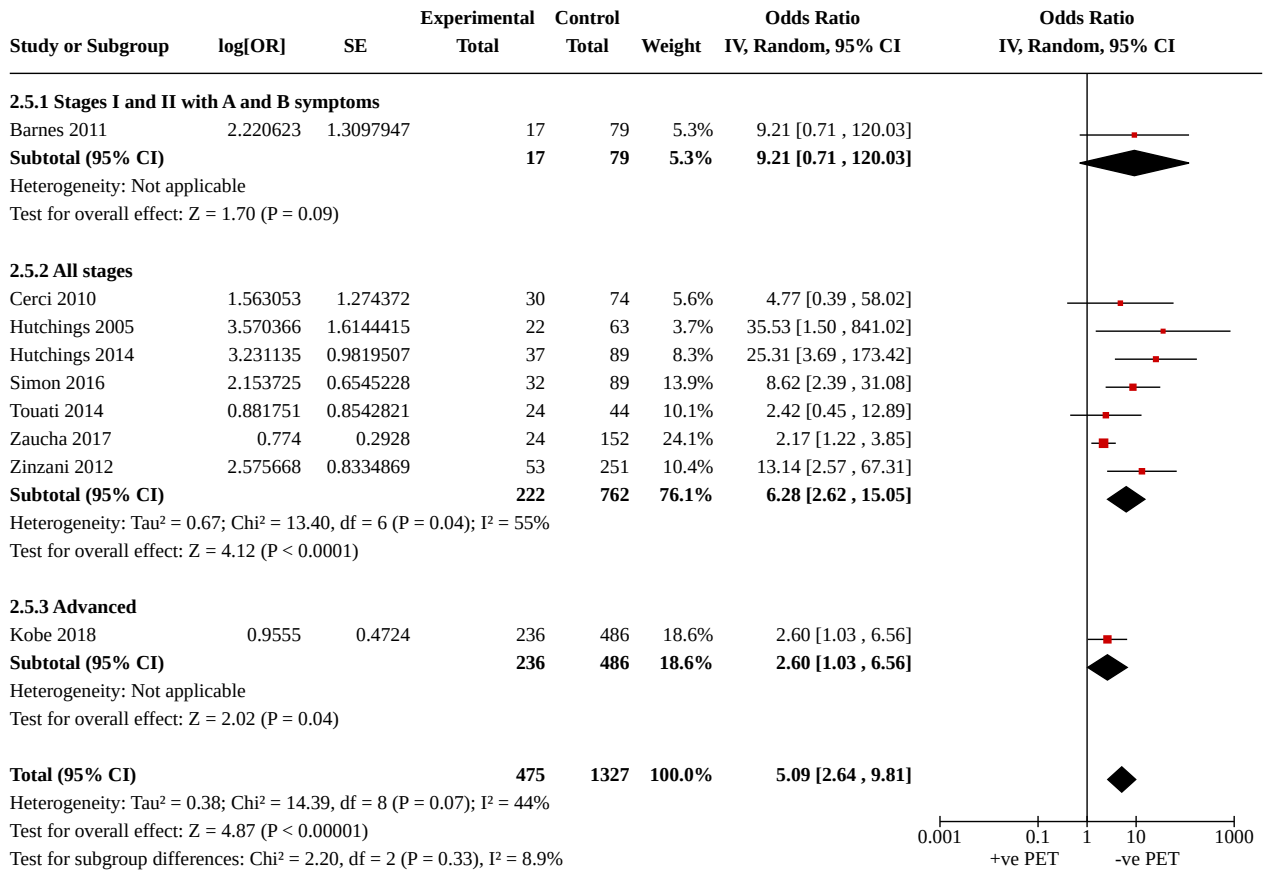 Experimental Control Odds Ratio Odds Ratio
Study or Subgroup log[OR] SE Total Total Weight IV, Random, 95% CI IV, Random, 95% CI
2.5.1 Stages I and II with A and B symptoms
Barnes 2011 2.220623 1.3097947 17 79 5.3% 9.21 [0.71 , 120.03]
Subtotal (95% CI) 17 79 5.3% 9.21 [0.71 , 120.03]
Heterogeneity: Not applicable
Test for overall effect: Z = 1.70 (P = 0.09)
2.5.2 All stages
Cerci 2010 1.563053 1.274372 30 74 5.6% 4.77 [0.39 , 58.02]
Hutchings 2005 3.570366 1.6144415 22 63 3.7% 35.53 [1.50 , 841.02]
Hutchings 2014 3.231135 0.9819507 37 89 8.3% 25.31 [3.69 , 173.42]
Simon 2016 2.153725 0.6545228 32 89 13.9% 8.62 [2.39 , 31.08]
Touati 2014 0.881751 0.8542821 24 44 10.1% 2.42 [0.45 , 12.89]
Zaucha 2017 0.774 0.2928 24 152 24.1% 2.17 [1.22 , 3.85]
Zinzani 2012 2.575668 0.8334869 53 251 10.4% 13.14 [2.57 , 67.31]
Subtotal (95% CI) 222 762 76.1% 6.28 [2.62 , 15.05]
Heterogeneity: Tau² = 0.67; Chi² = 13.40, df = 6 (P = 0.04); I² = 55%
Test for overall effect: Z = 4.12 (P < 0.0001)
2.5.3 Advanced
Kobe 2018 0.9555 0.4724 236 486 18.6% 2.60 [1.03 , 6.56]
Subtotal (95% CI) 236 486 18.6% 2.60 [1.03 , 6.56]
Heterogeneity: Not applicable
Test for overall effect: Z = 2.02 (P = 0.04)
Total (95% CI) 475 1327 100.0% 5.09 [2.64 , 9.81]
Heterogeneity: Tau² = 0.38; Chi² = 14.39, df = 8 (P = 0.07); I² = 44%
Test for overall effect: Z = 4.87 (P < 0.00001)
Test for subgroup differences: Chi² = 2.20, df = 2 (P = 0.33), I² = 8.9%
0.001 0.1 1 10 1000
+ve PET -ve PET